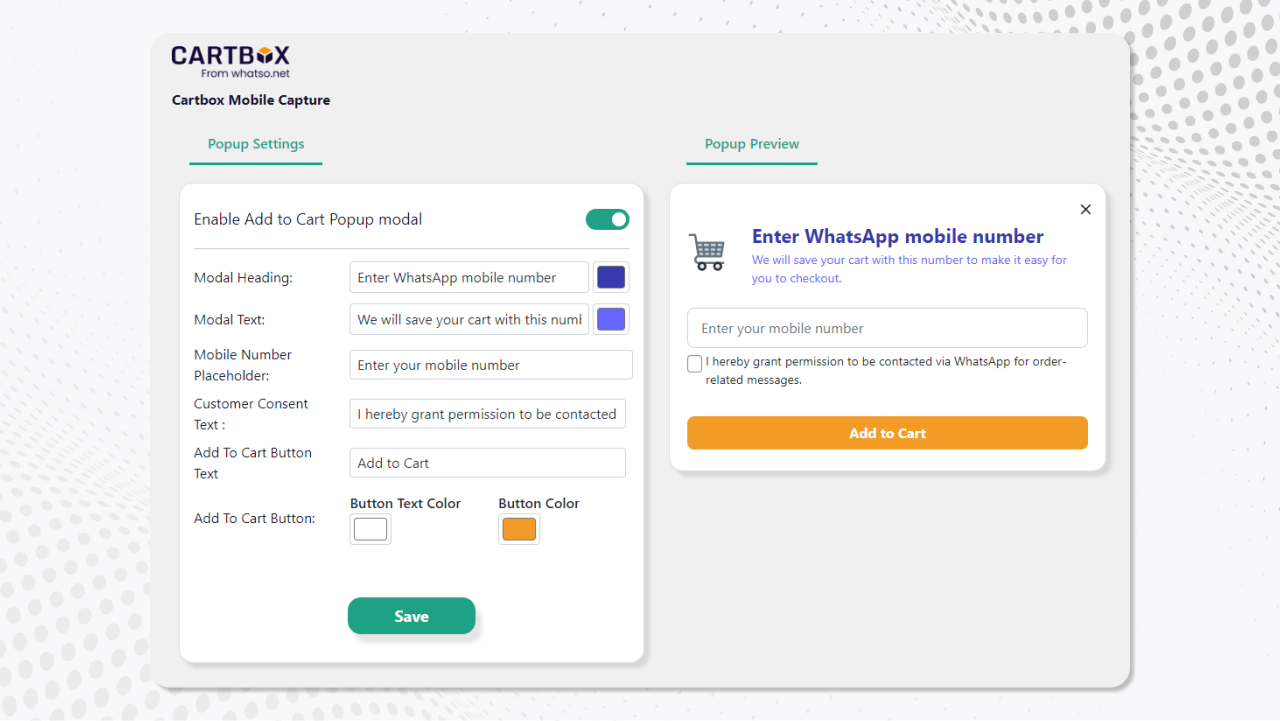 CARTBOX
From whatso.net
Cartbox Mobile Capture
Popup Settings
Popup Preview
Enable Add to Cart Popup modal
Modal Heading:
Enter WhatsApp mobile number
Modal Text:
We will save your cart with this numb
Mobile Number
Placeholder:
Enter your mobile number
Customer Consent
Text :
I hereby grant permission to be contacted
Add To Cart Button
Text
Add to Cart
Add To Cart Button:
Button Text Color
Button Color
Save
Enter WhatsApp mobile number
We will save your cart with this number to make it easy for
you to checkout.
Enter your mobile number
I hereby grant permission to be contacted via WhatsApp for order-
related messages.
Add to Cart